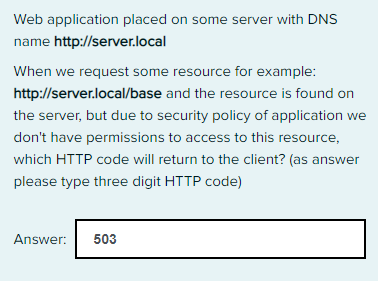 Web application placed on some server with DNS
name http://server.local
When we request some resource for example:
http://server.local/base and the resource is found on
the server, but due to security policy of application we
don't have permissions to access to this resource,
which HTTP code will return to the client? (as answer
please type three digit HTTP code)
Answer: 503